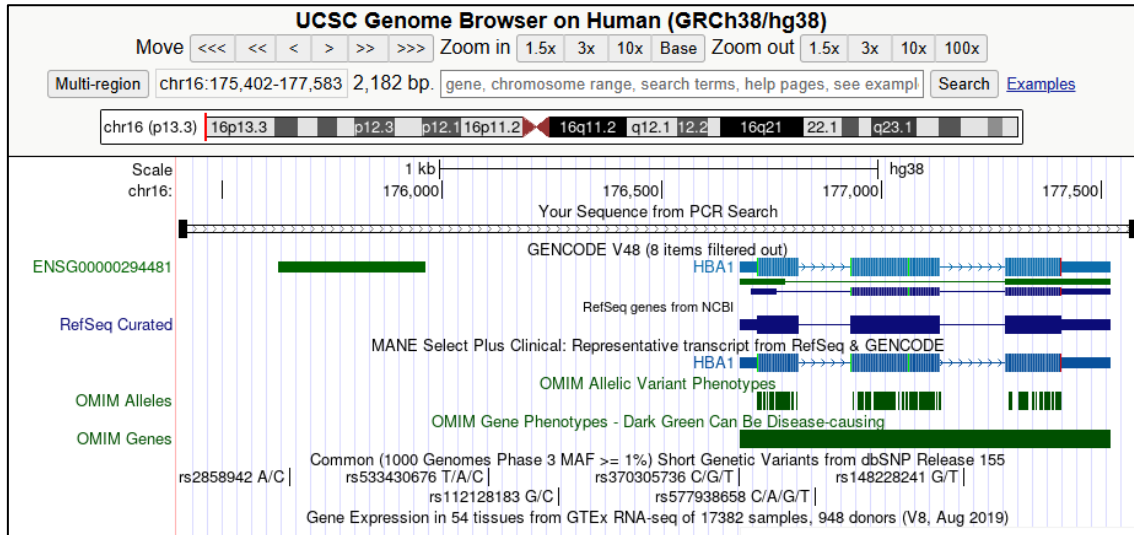 UCSC Genome Browser on Human (GRCh38/hg38)
Move <<< << < > >> >>> Zoom in 1.5x 3x 10x Base Zoom out 1.5x 3x 10x 100x
Multi-region chr16:175,402-177,583 2,182 bp. gene, chromosome range, search terms, help pages, see exampl Search Examples
chr16 (p13.3) 16p13.3 p12.3 p12.1 16p11.2 16q11.2 q12.1 12.2 16q21 22.1 q23.1
Scale 1 kb hg38
chr16: 176,000 176,500 177,000 177,500
Your Sequence from PCR Search
GENCODE V48 (8 items filtered out)
ENSG00000294481 HBA1
RefSeq genes from NCBI
RefSeq Curated
MANE Select Plus Clinical: Representative transcript from RefSeq & GENCODE
HBA1
OMIM Allelic Variant Phenotypes
OMIM Alleles
OMIM Gene Phenotypes - Dark Green Can Be Disease-causing
OMIM Genes
Common (1000 Genomes Phase 3 MAF >= 1%) Short Genetic Variants from dbSNP Release 155
rs2858942 A/C rs533430676 T/A/C rs370305736 C/G/T rs148228241 G/T
rs112128183 G/C rs577938658 C/A/G/T
Gene Expression in 54 tissues from GTEx RNA-seq of 17382 samples, 948 donors (V8, Aug 2019)